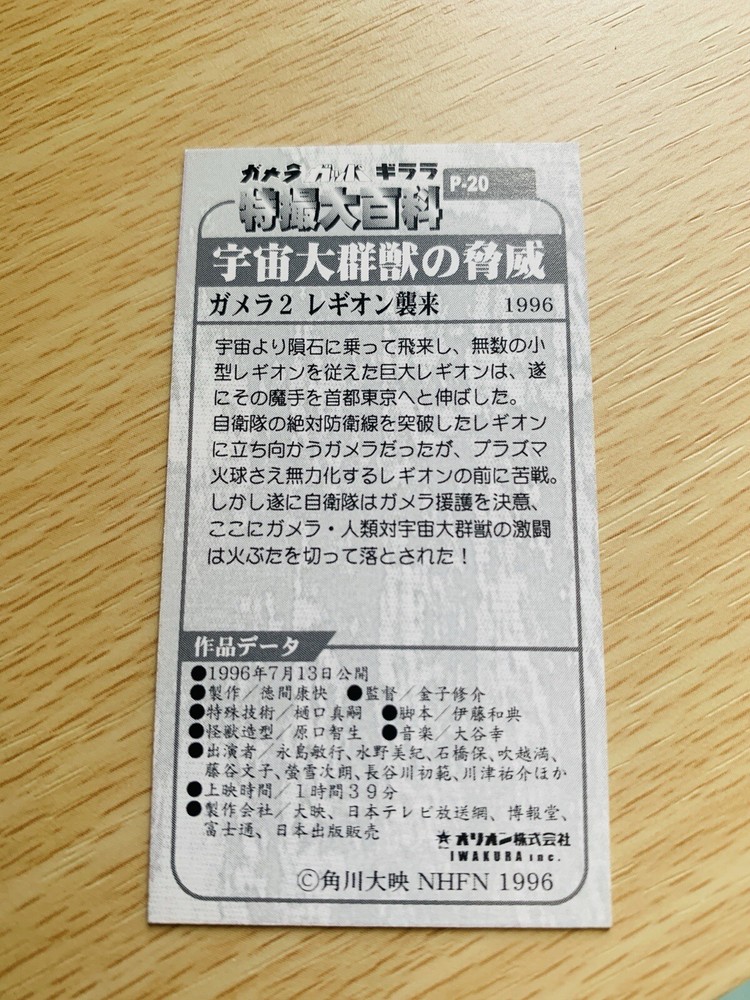 ガメラ ガッパ ギララ
特撮大百科
P-20
宇宙大群獣の脅威
ガメラ2 レギオン襲来 1996
宇宙より隕石に乗って飛来し、無数の小
型レギオンを従えた巨大レギオンは、遂
にその魔手を首都東京へと伸ばした。
自衛隊の絶対防衛線を突破したレギオン
に立ち向かうガメラだったが、プラズマ
火球さえ無力化するレギオンの前に苦戦。
しかし遂に自衛隊はガメラ援護を決意、
ここにガメラ・人類対宇宙大群獣の激闘
は火ぶたを切って落とされた！
作品データ
●1996年7月13日公開
●製作／徳間康快 ●監督／金子修介
●特殊技術／樋口真嗣 ●脚本／伊藤和典
●怪獣造型／原口智生 ●音楽／大谷幸
●出演者／永島敏行、水野美紀、石橋保、吹越満、
藤谷文子、螢雪次朗、長谷川初範、川津祐介ほか
●上映時間／1時間39分
●製作会社／大映、日本テレビ放送網、博報堂、
富士通、日本出版販売
オリオン株式会社
IWAKURA inc.
©角川大映 NHFN 1996